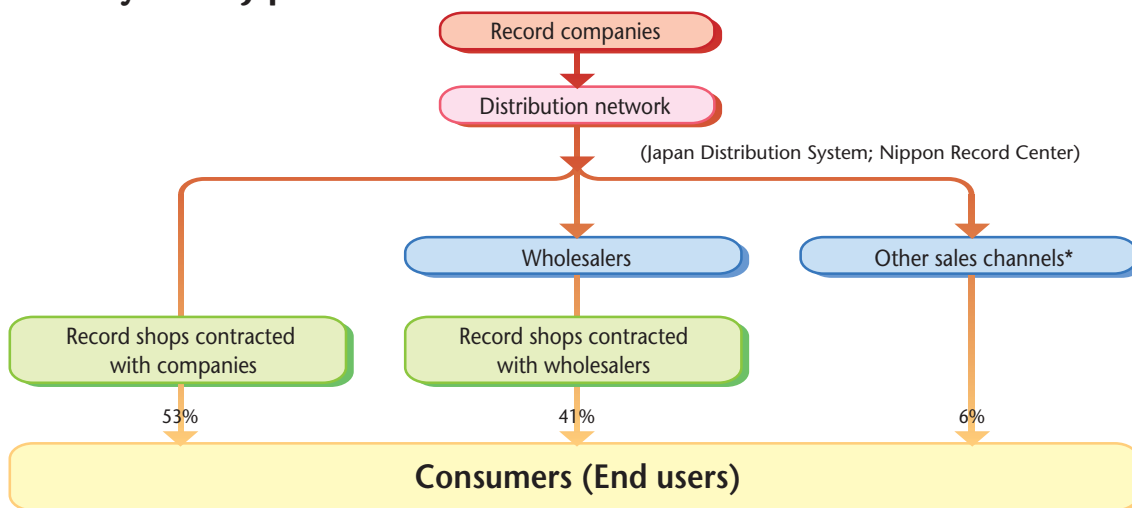 Record companies
Distribution network
(Japan Distribution System; Nippon Record Center)
Wholesalers
Other sales channels*
Record shops contracted
with companies
Record shops contracted
with wholesalers
53%
41%
6%
Consumers (End users)